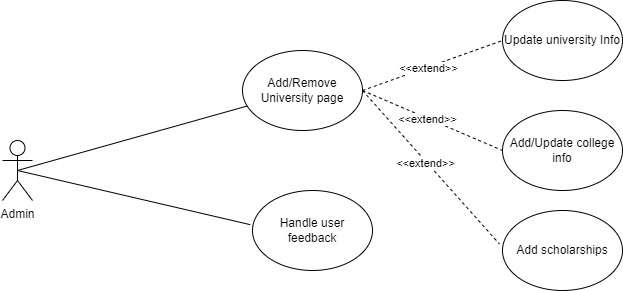 Update university Info
<<extend>>
Add/Remove
University page
<<extend>>
Add/Update college
info
<<extend>>
Admin
Handle user
feedback
Add scholarships